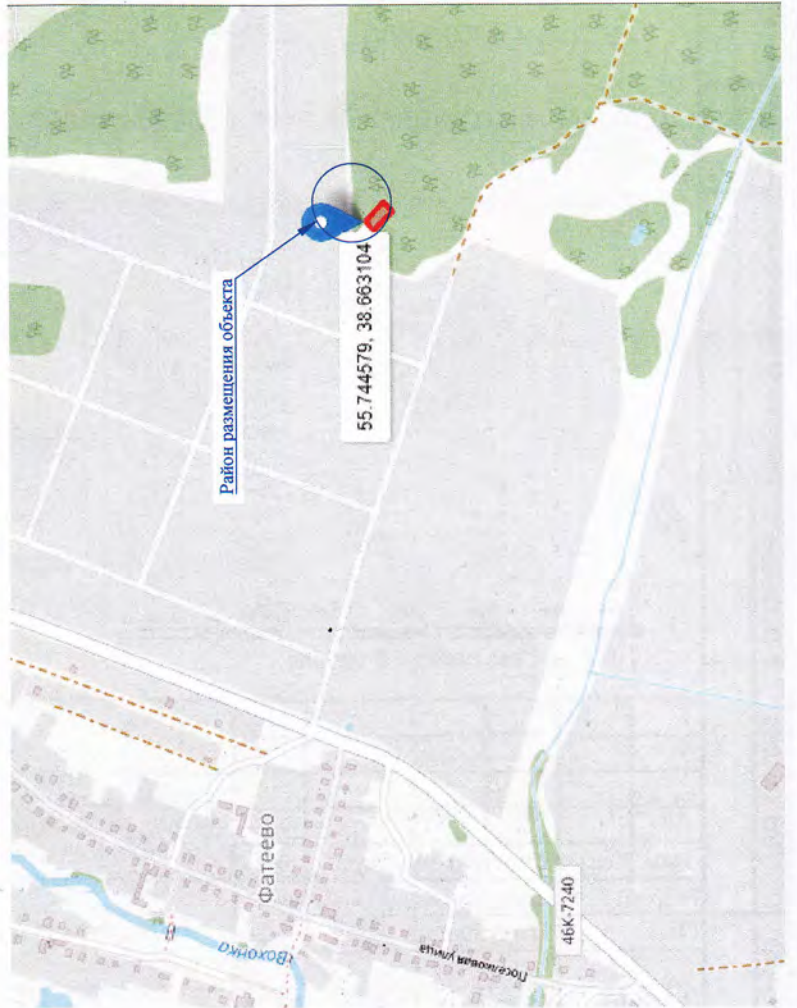 Район размещения объекта
55.744579, 38.663104
Фатеево
Вохонка
Поселковая улица
46К-7240